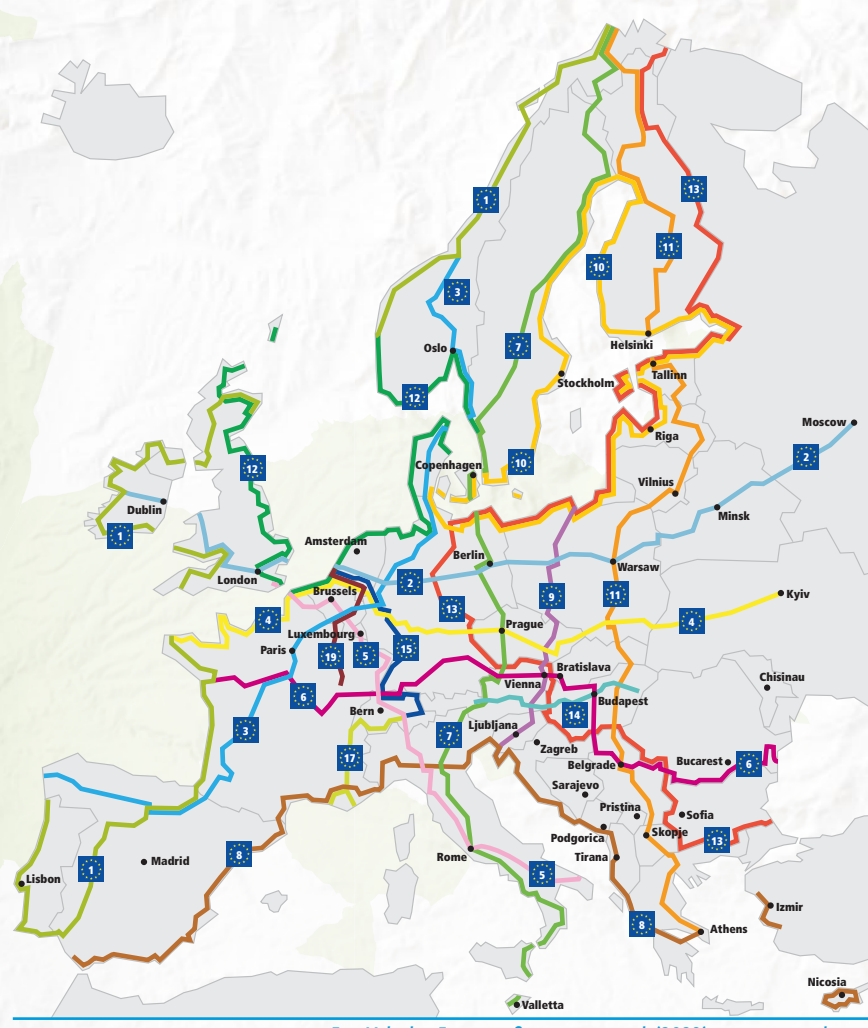 1
13
11
10
3
7
Oslo
Helsinki
12
Stockholm
Tallinn
Moscow
Riga
2
12
Copenhagen
10
Vilnius
Dublin
Minsk
1
Amsterdam
Berlin
Warsaw
London
2
Brussels
9
11
Kyiv
13
4
4
Prague
Luxembourg
15
Paris
19
5
Bratislava
Chisinau
Vienna
6
Budapest
Bern
14
Ljubljana
3
7
Zagreb
17
Belgrade
Bucarest
6
Sarajevo
Pristina
Sofia
Skopje
13
Podgorica
8
Rome
Tirana
Madrid
1
5
Lisbon
Izmir
8
Athens
Nicosia
Valletta